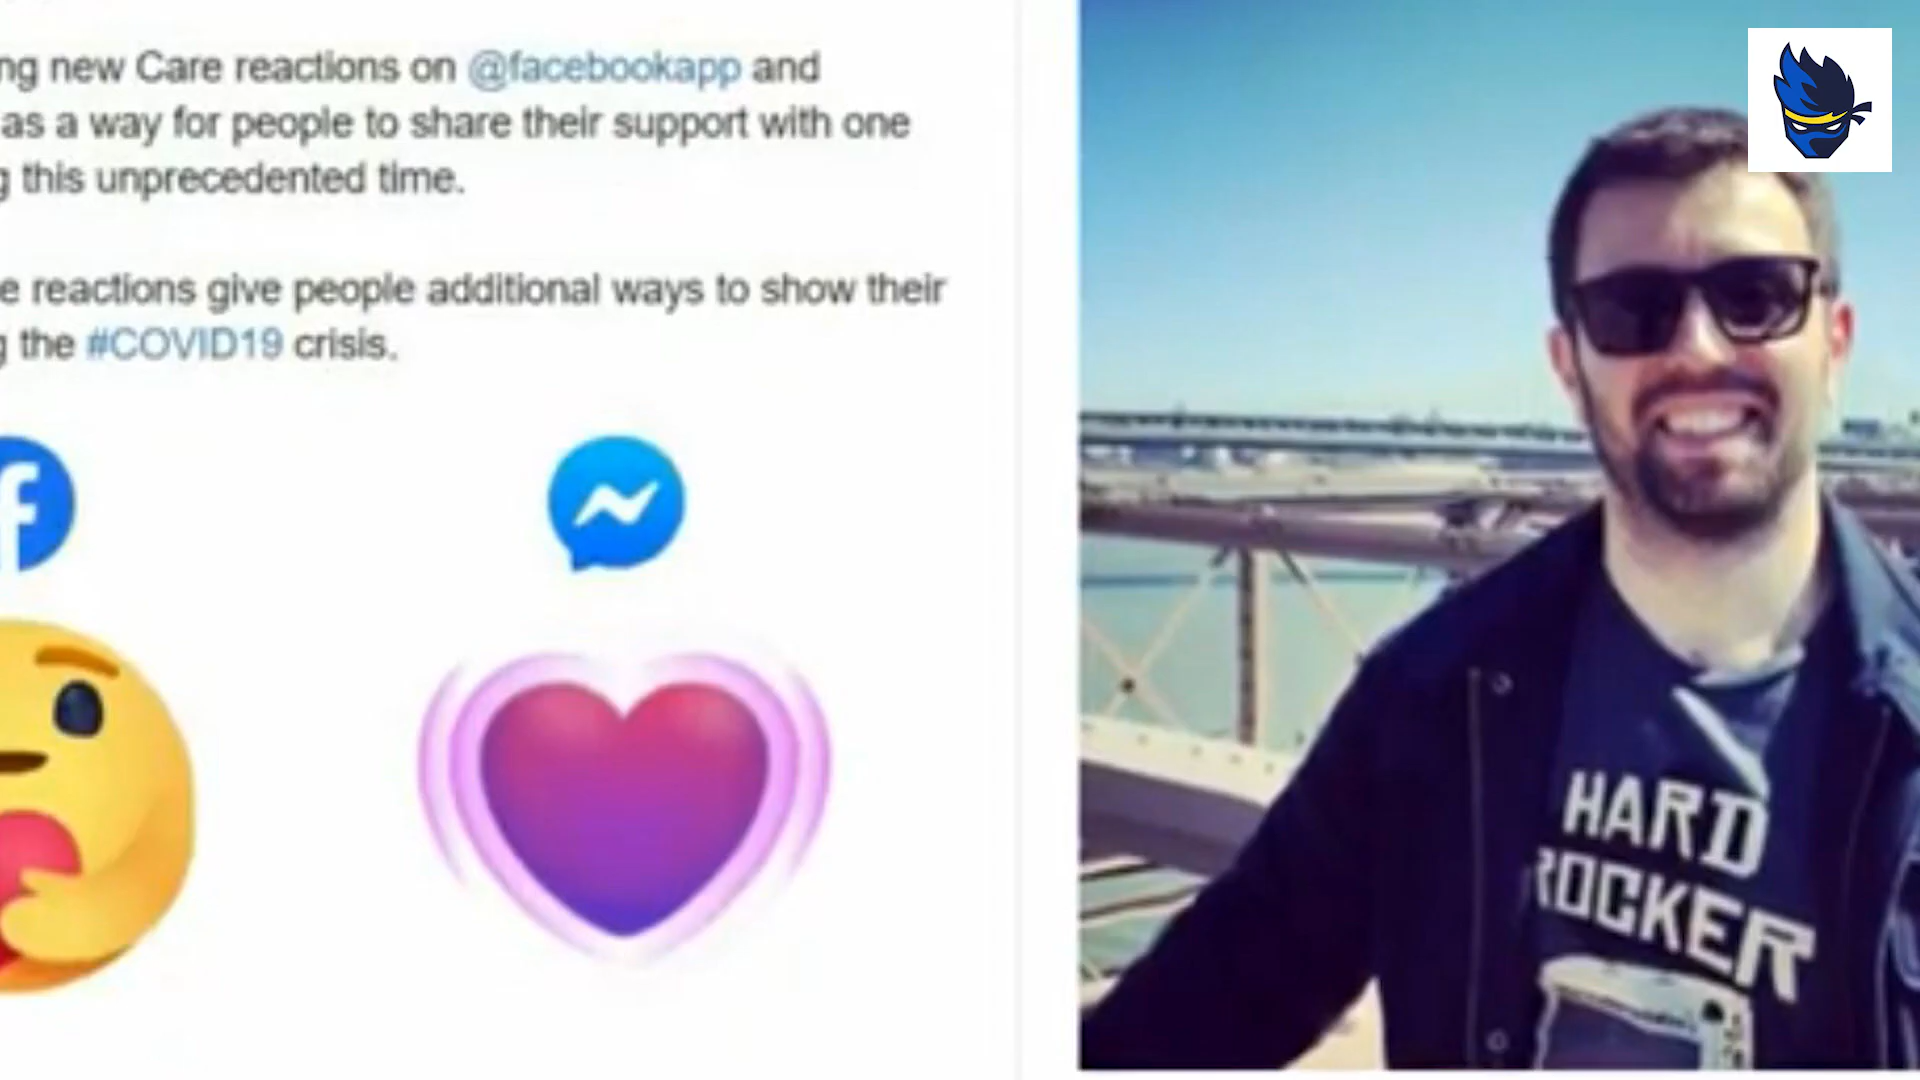 ng new Care reactions on @facebookapp and
as a way for people to share their support with one
g this unprecedented time.
e reactions give people additional ways to show their
g the #COVID19 crisis.
HARD
ROCKER